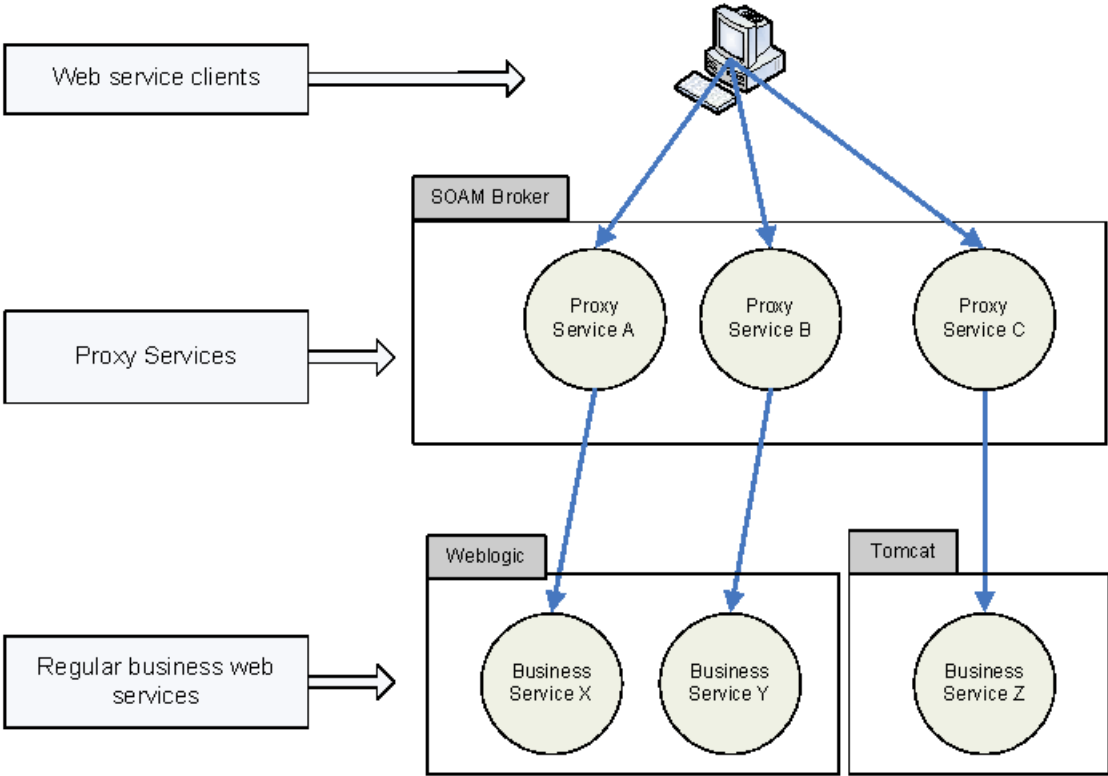 Web service clients
SOAM Broker
Proxy
Service A
Proxy
Service B
Proxy
Service C
Proxy Services
Weblogic
Tomcat
Business
Service X
Business
Service Y
Business
Service Z
Regular business web
services